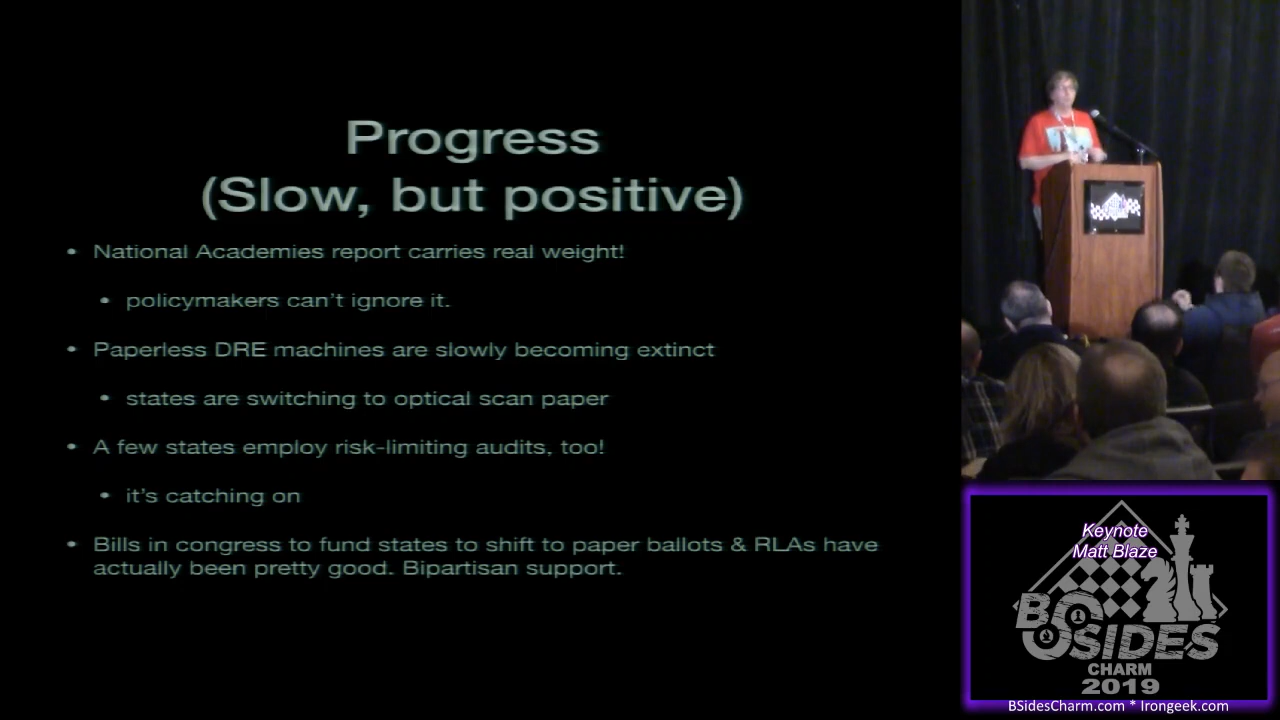 Progress
(Slow, but positive)
• National Academies report carries real weight!
• policymakers can't ignore it.
• Paperless DRE machines are slowly becoming extinct
• states are switching to optical scan paper
• A few states employ risk-limiting audits, too!
• it's catching on
• Bills in congress to fund states to shift to paper ballots & RLAs have
actually been pretty good. Bipartisan support.
Keynote
Matt Blaze
BSIDES
CHARM
2019
BSidesCharm.com * Irongeek.com